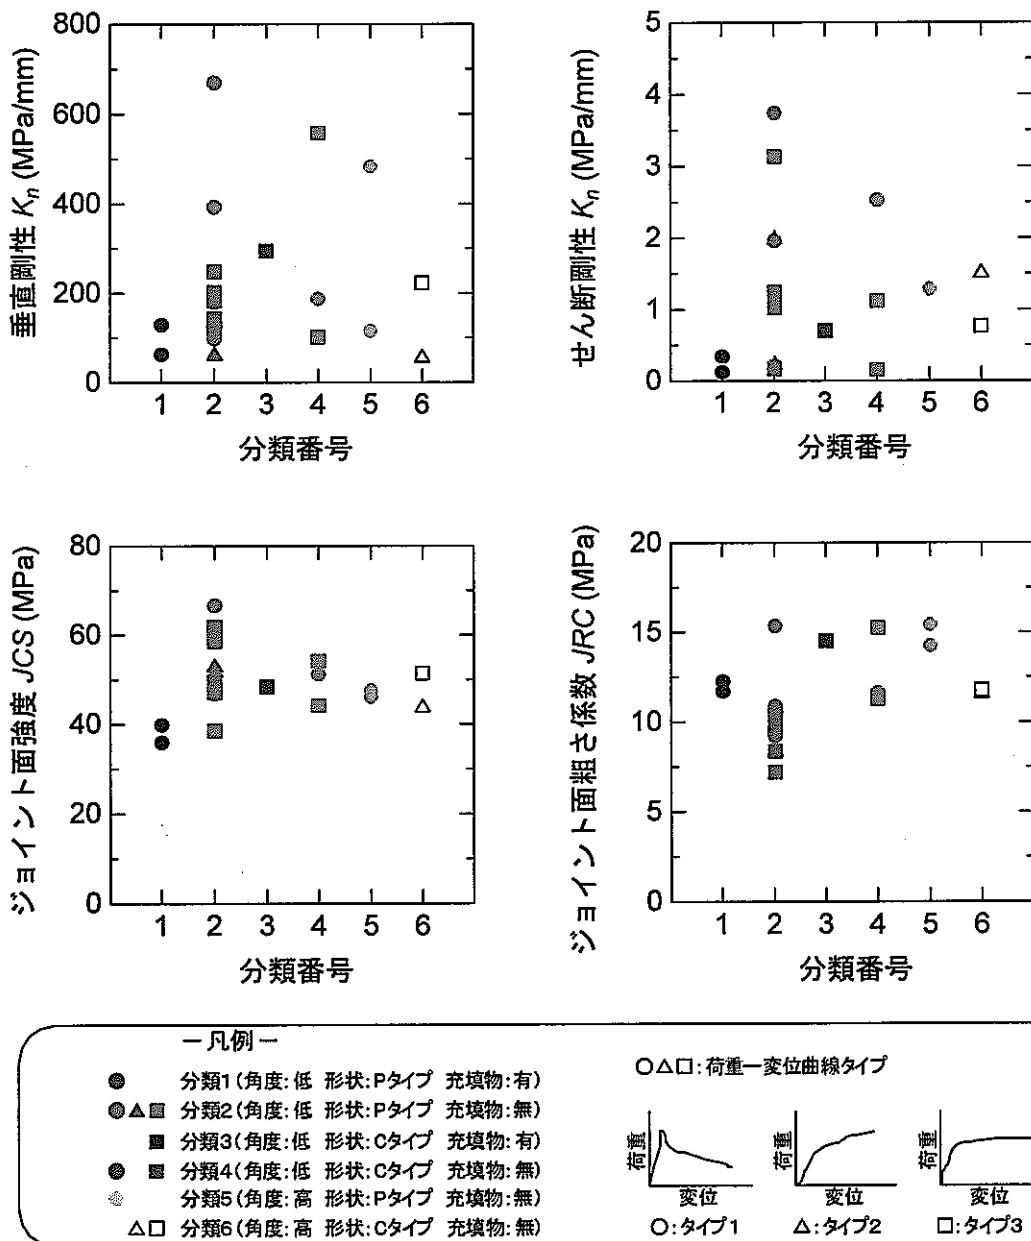 垂直剛性 Kn (MPa/mm)
800
600
400
200
0
1 2 3 4 5 6
分類番号
せん断剛性 Kn (MPa/mm)
5
4
3
2
1
0
1 2 3 4 5 6
分類番号
ジョイント面強度 JCS (MPa)
80
60
40
20
0
1 2 3 4 5 6
分類番号
ジョイント面粗さ係数 JRC (MPa)
20
15
10
5
0
1 2 3 4 5 6
分類番号
－凡例－
分類1(角度:低 形状:Pタイプ 充填物:有)
分類2(角度:低 形状:Pタイプ 充填物:無)
分類3(角度:低 形状:Cタイプ 充填物:有)
分類4(角度:低 形状:Cタイプ 充填物:無)
分類5(角度:高 形状:Pタイプ 充填物:無)
分類6(角度:高 形状:Cタイプ 充填物:無)
○△□:荷重－変位曲線タイプ
荷重
変位
○:タイプ1
荷重
変位
△:タイプ2
荷重
変位
□:タイプ3